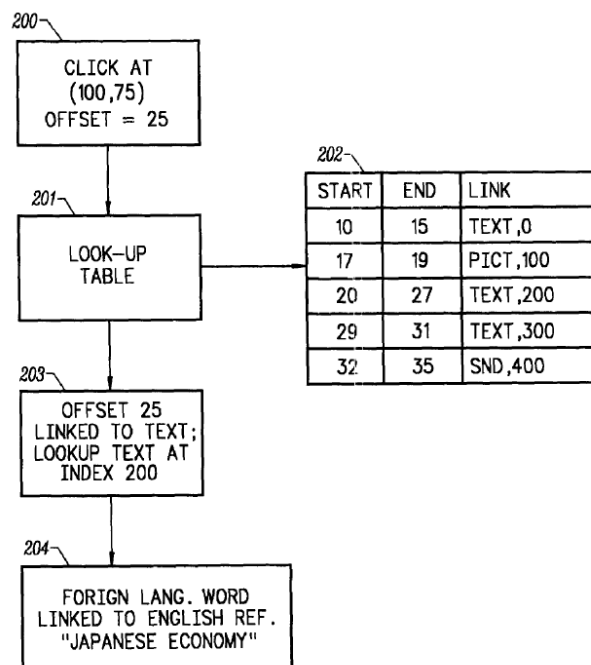 200
CLICK AT
(100,75)
OFFSET = 25
201
LOOK-UP
TABLE
202
START END LINK
10 15 TEXT,0
17 19 PICT,100
20 27 TEXT,200
29 31 TEXT,300
32 35 SND,400
203
OFFSET 25
LINKED TO TEXT;
LOOKUP TEXT AT
INDEX 200
204
FORIGN LANG. WORD
LINKED TO ENGLISH REF.
"JAPANESE ECONOMY"